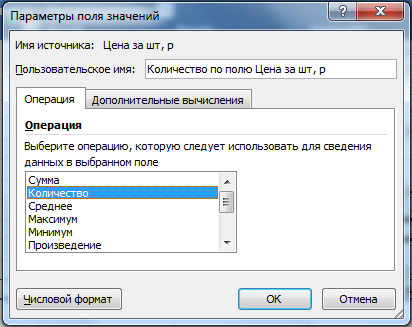 Параметры поля значений
Имя источника: Цена за шт, р
Пользовательское имя: Количество по полю Цена за шт, р
Операция Дополнительные вычисления
Операция
Выберите операцию, которую следует использовать для сведения
данных в выбранном поле
Сумма
Количество
Среднее
Максимум
Минимум
Произведение
Числовой формат ОК Отмена